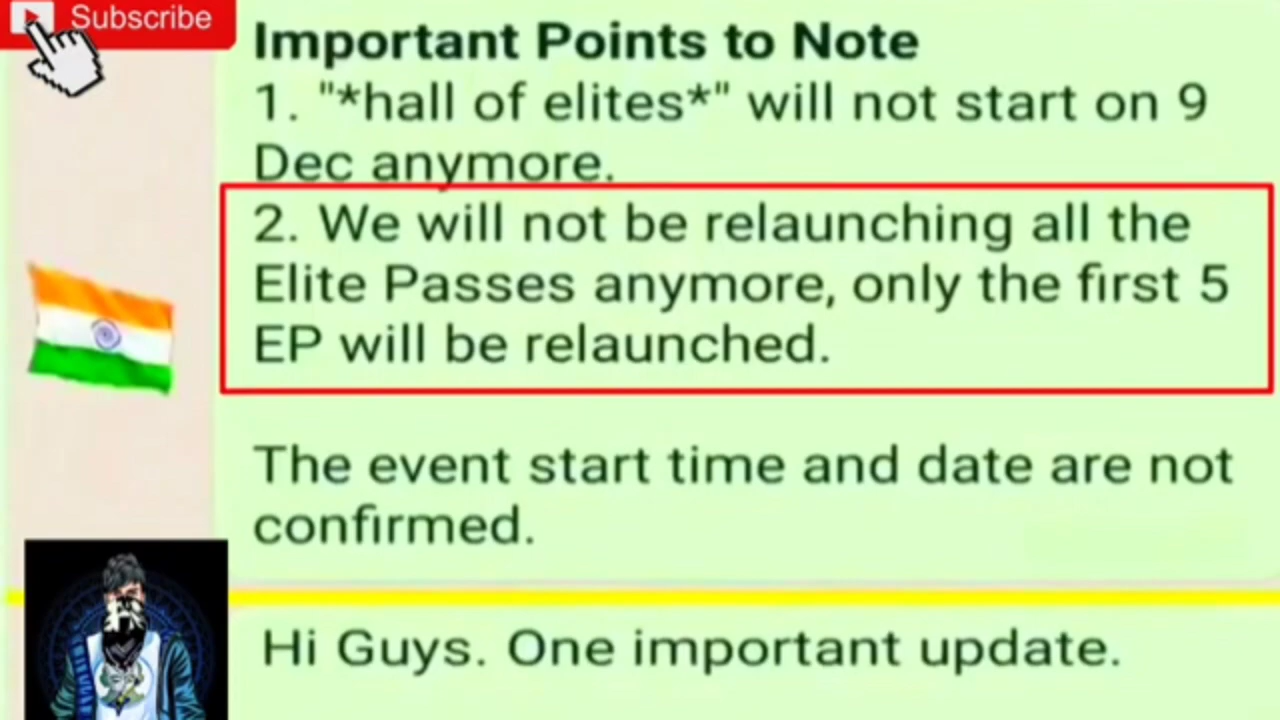 Subscribe
Important Points to Note
1. "*hall of elites*" will not start on 9
Dec anymore.
2. We will not be relaunching all the
Elite Passes anymore, only the first 5
EP will be relaunched.
The event start time and date are not
confirmed.
Hi Guys. One important update.